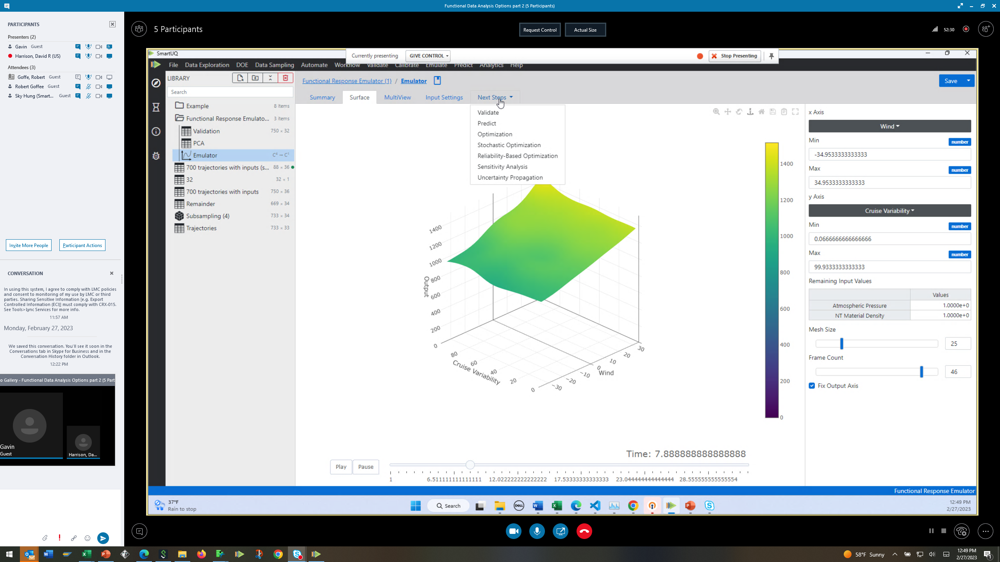 Functional Data Analysis Options part 2 (5 Participants)
PARTICIPANTS
Presenters (2)
Gavin Guest
Harrison, David R (US)
Attendees (3)
Goffe, Robert Guest
Robert Goffee Guest
Sky Hung (Smart... Guest
Invite More People
Participant Actions
CONVERSATION
In using this system, I agree to comply with LMC policies
and consent to monitoring of my use by LMC or third
parties. Sharing Sensitive Information [e.g. Export
Controlled Information (ECI)] must comply with CRX-015.
See Tools>Lync Services for more info.
11:57 AM
Monday, February 27, 2023
We saved this conversation. You'll see it soon in the
Conversations tab in Skype for Business and in the
Conversation History folder in Outlook.
12:22 PM
o Gallery - Functional Data Analysis Options part 2 (5 Part
Gavin
Guest
Harrison, Da...
5 Participants
Request Control
Actual Size
52:30
SmartUQ
Currently presenting
GIVE CONTROL
Stop Presenting
File Data Exploration DOE Data Sampling Automate Workflow Validate Calibrate Emulate Predict Analytics Help
LIBRARY
Search
Example 8 items
Functional Response Emulato... 3 items
Validation 750 × 32
PCA
Emulator C⁴ → C¹
700 trajectories with inputs (s... 88 × 36
32 32 × 1
700 trajectories with inputs 750 × 36
Remainder 669 × 34
Subsampling (4) 733 × 34
Trajectories 733 × 33
Functional Response Emulator (1) / Emulator
Save
Summary
Surface
MultiView
Input Settings
Next Steps
Validate
Predict
Optimization
Stochastic Optimization
Reliability-Based Optimization
Sensitivity Analysis
Uncertainty Propagation
1400
1200
1000
800
600
400
200
0
Output
80
60
40
20
0
Cruise Variability
30
20
10
0
−10
−20
−30
Wind
1400
1200
1000
800
600
400
200
0
Time: 7.888888888888888
Play
Pause
1 6.511111111111111 12.022222222222222 17.53333333333333 23.044444444444444 28.555555555555554
x Axis
Wind
Min number
-34.9533333333333
Max number
34.9533333333333
y Axis
Cruise Variability
Min number
0.0666666666666666
Max number
99.9333333333333
Remaining Input Values
Values
Atmospheric Pressure 1.0000e+0
NT Material Density 1.0000e+0
Mesh Size
25
Frame Count
46
Fix Output Axis
Functional Response Emulator
37°F
Rain to stop
Search
DELL
12:49 PM
2/27/2023
58°F Sunny
12:49 PM
2/27/2023
1